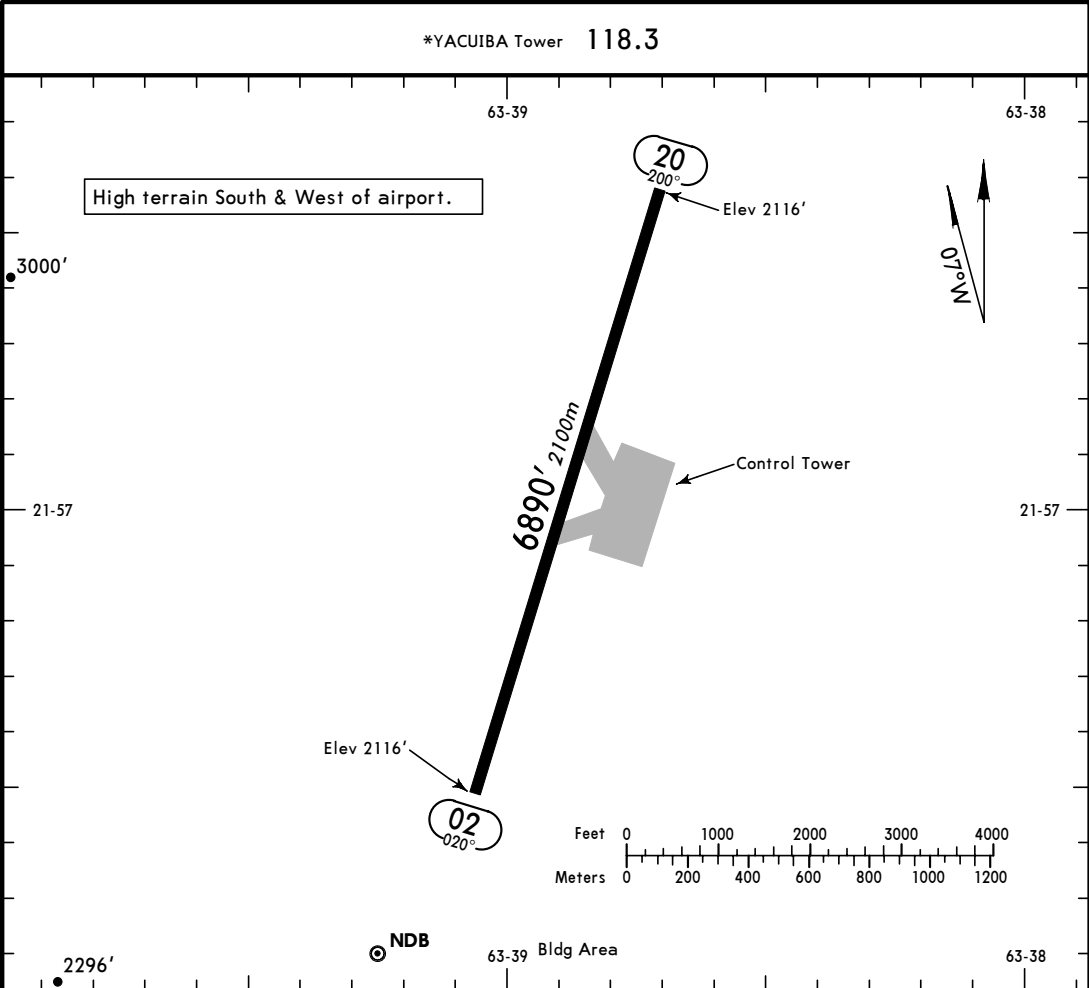 *YACUIBA Tower 118.3
63-39
63-38
20
200°
High terrain South & West of airport.
Elev 2116'
07°W
3000'
6890' 2100m
Control Tower
21-57
21-57
Elev 2116'
02
020°
Feet 0 1000 2000 3000 4000
Meters 0 200 400 600 800 1000 1200
NDB
63-39
Bldg Area
63-38
2296'